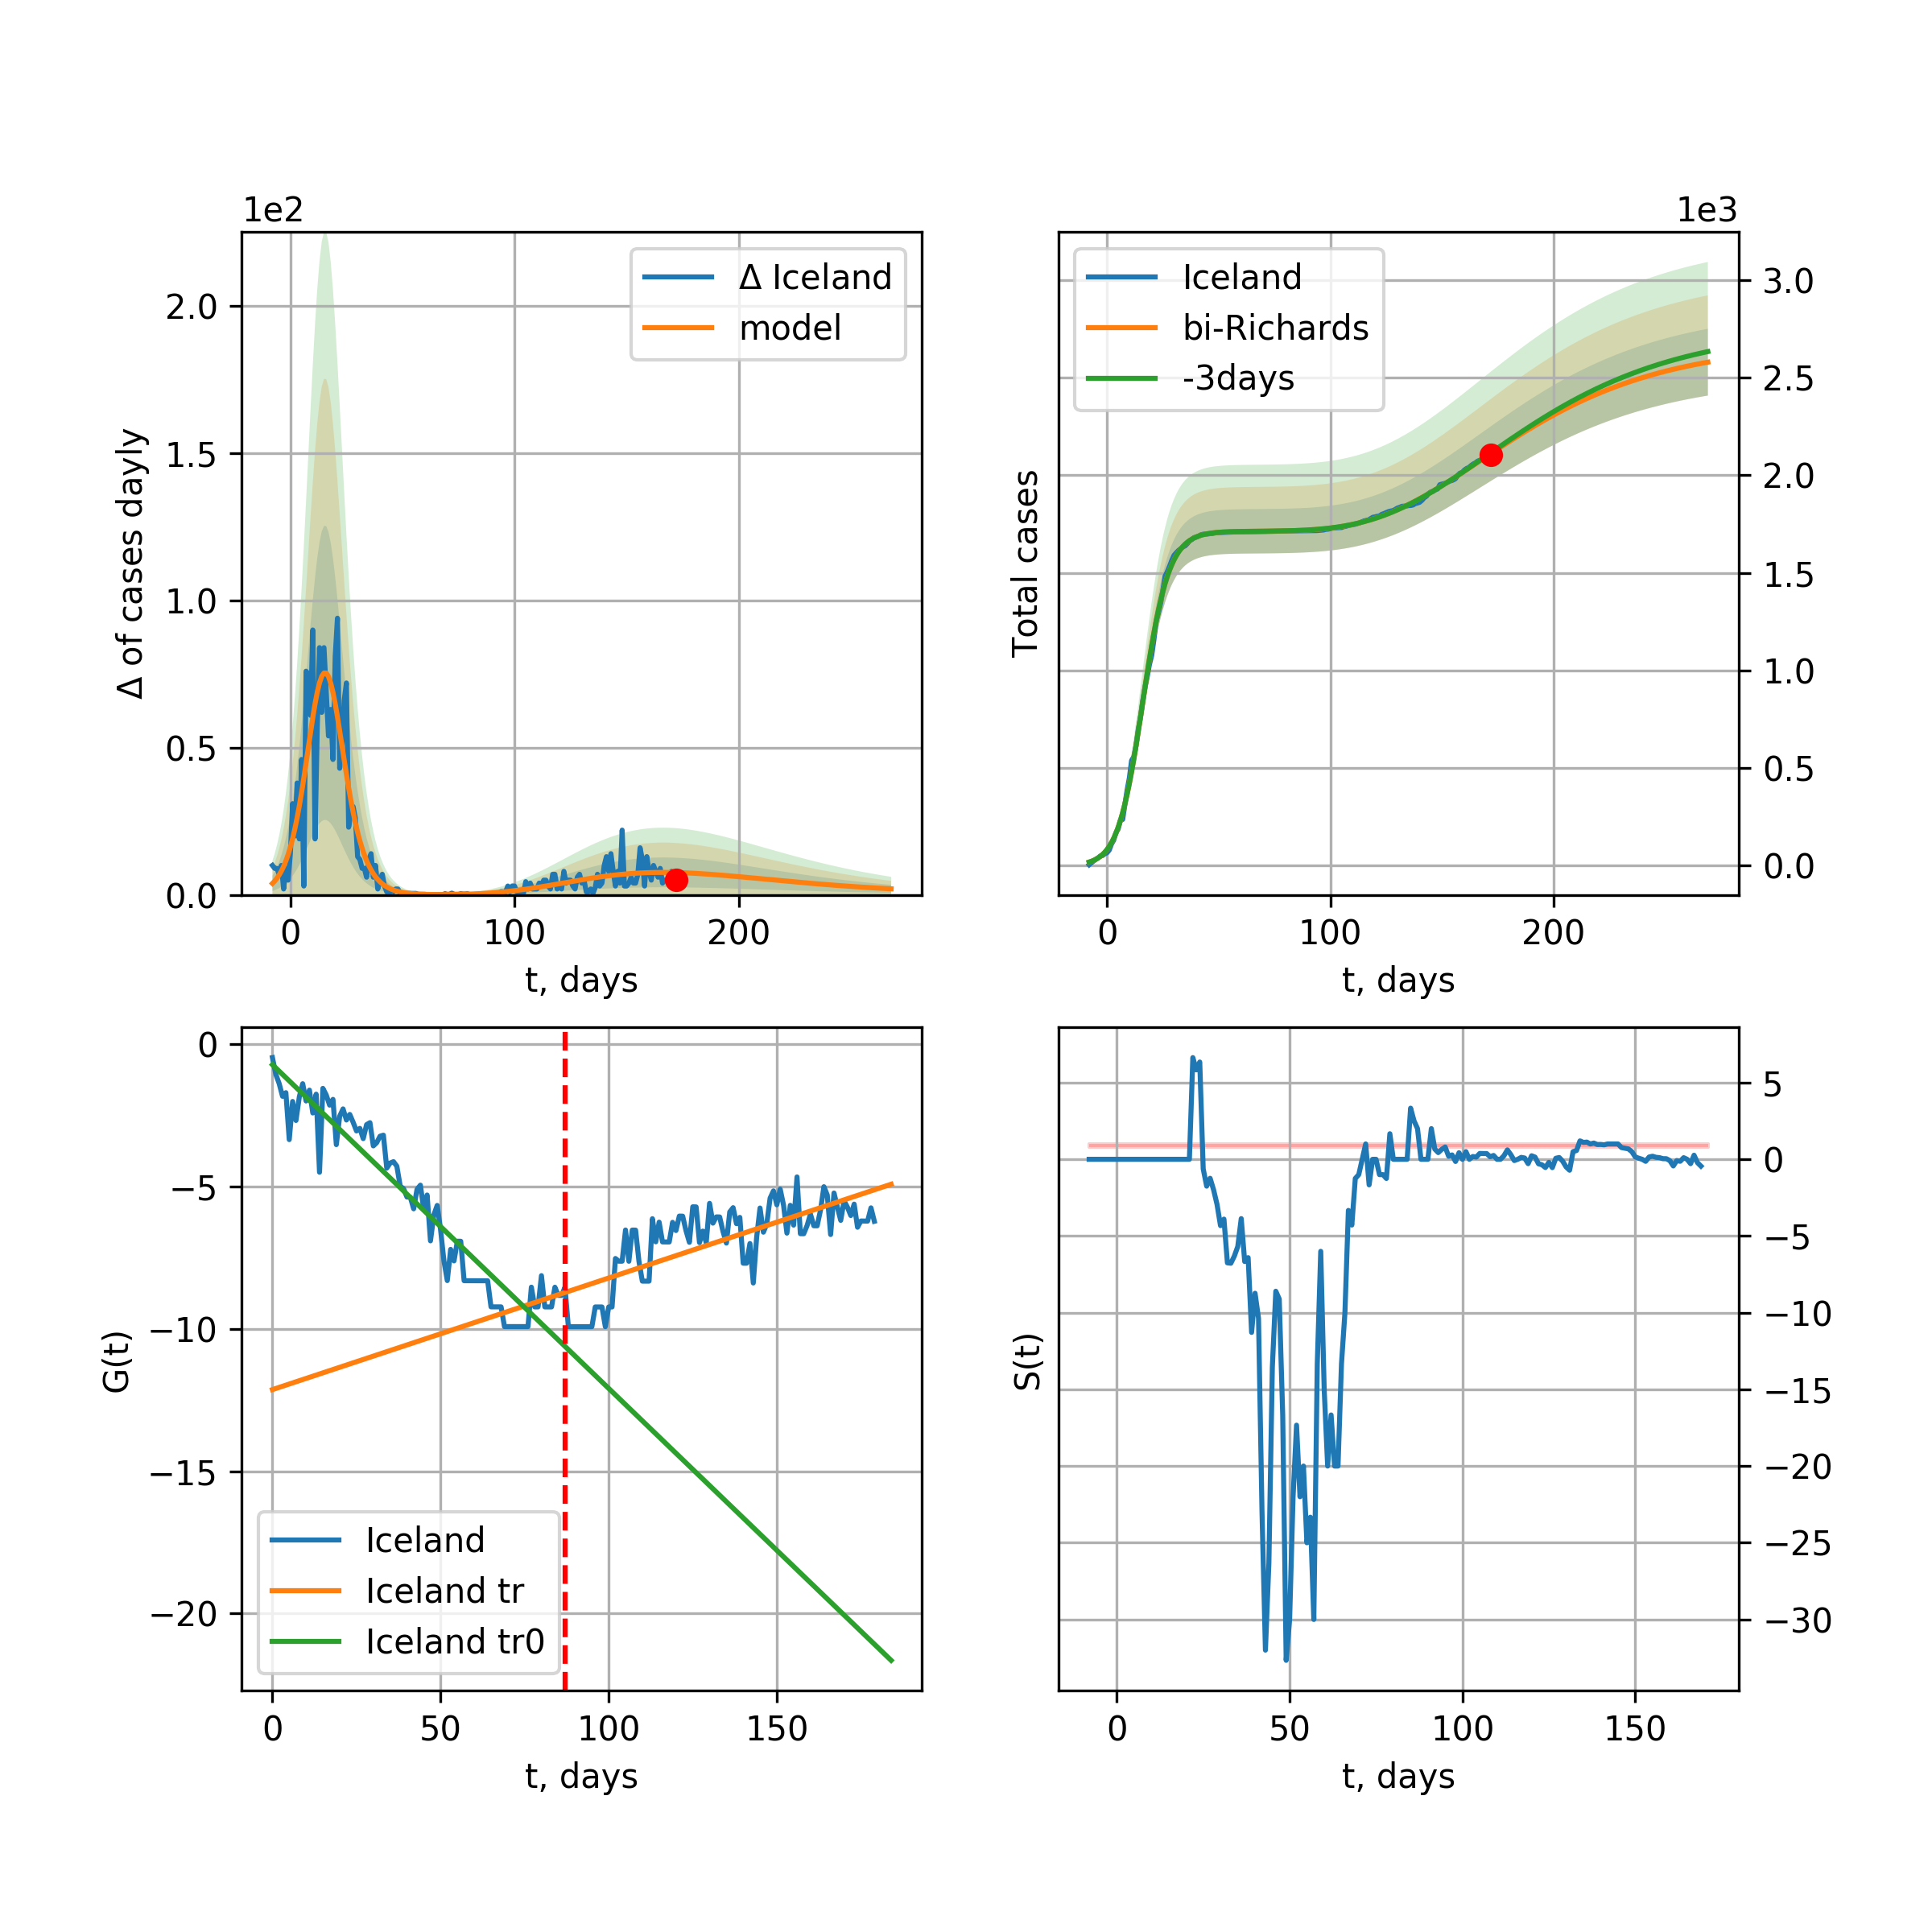 1e2
Δ of cases dayly
2.0
1.5
1.0
0.5
0.0
0 100 200
t, days
Δ Iceland
model
1e3
Total cases
3.0
2.5
2.0
1.5
1.0
0.5
0.0
0 100 200
t, days
Iceland
bi-Richards
-3days
G(t)
0
−5
−10
−15
−20
0 50 100 150
t, days
Iceland
Iceland tr
Iceland tr0
S(t)
5
0
−5
−10
−15
−20
−25
−30
0 50 100 150
t, days